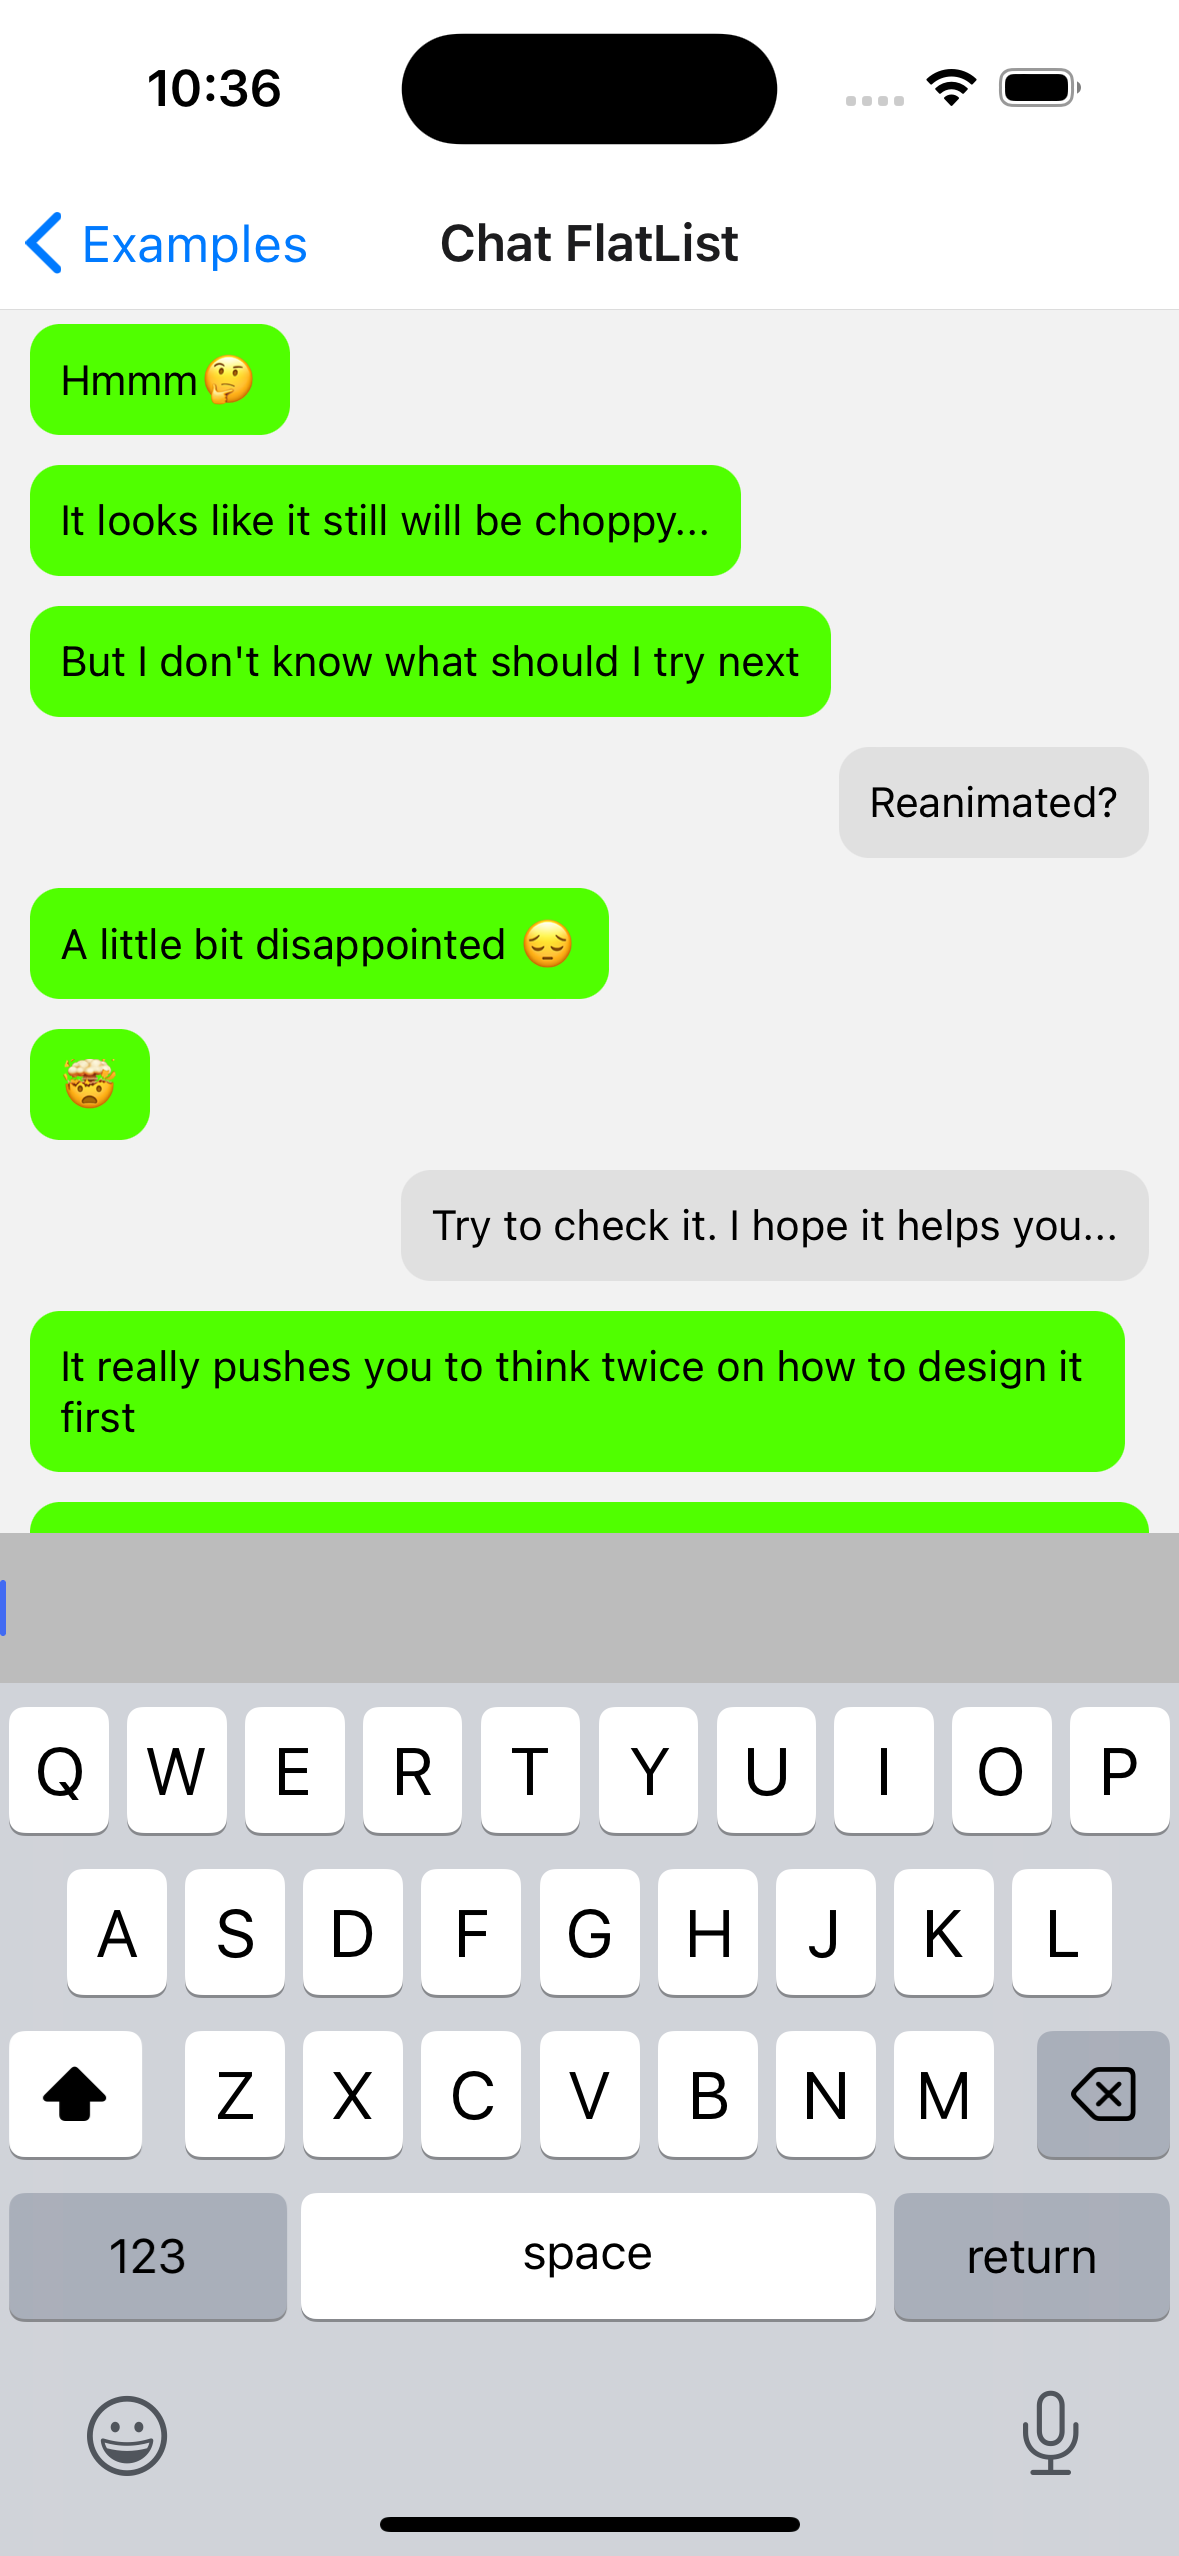 10:36
Examples
Chat FlatList
Hmmm🤔
It looks like it still will be choppy...
But I don't know what should I try next
Reanimated?
A little bit disappointed 😔
🤯
Try to check it. I hope it helps you...
It really pushes you to think twice on how to design it
first
Q W E R T Y U I O P
A S D F G H J K L
Z X C V B N M
123 space return